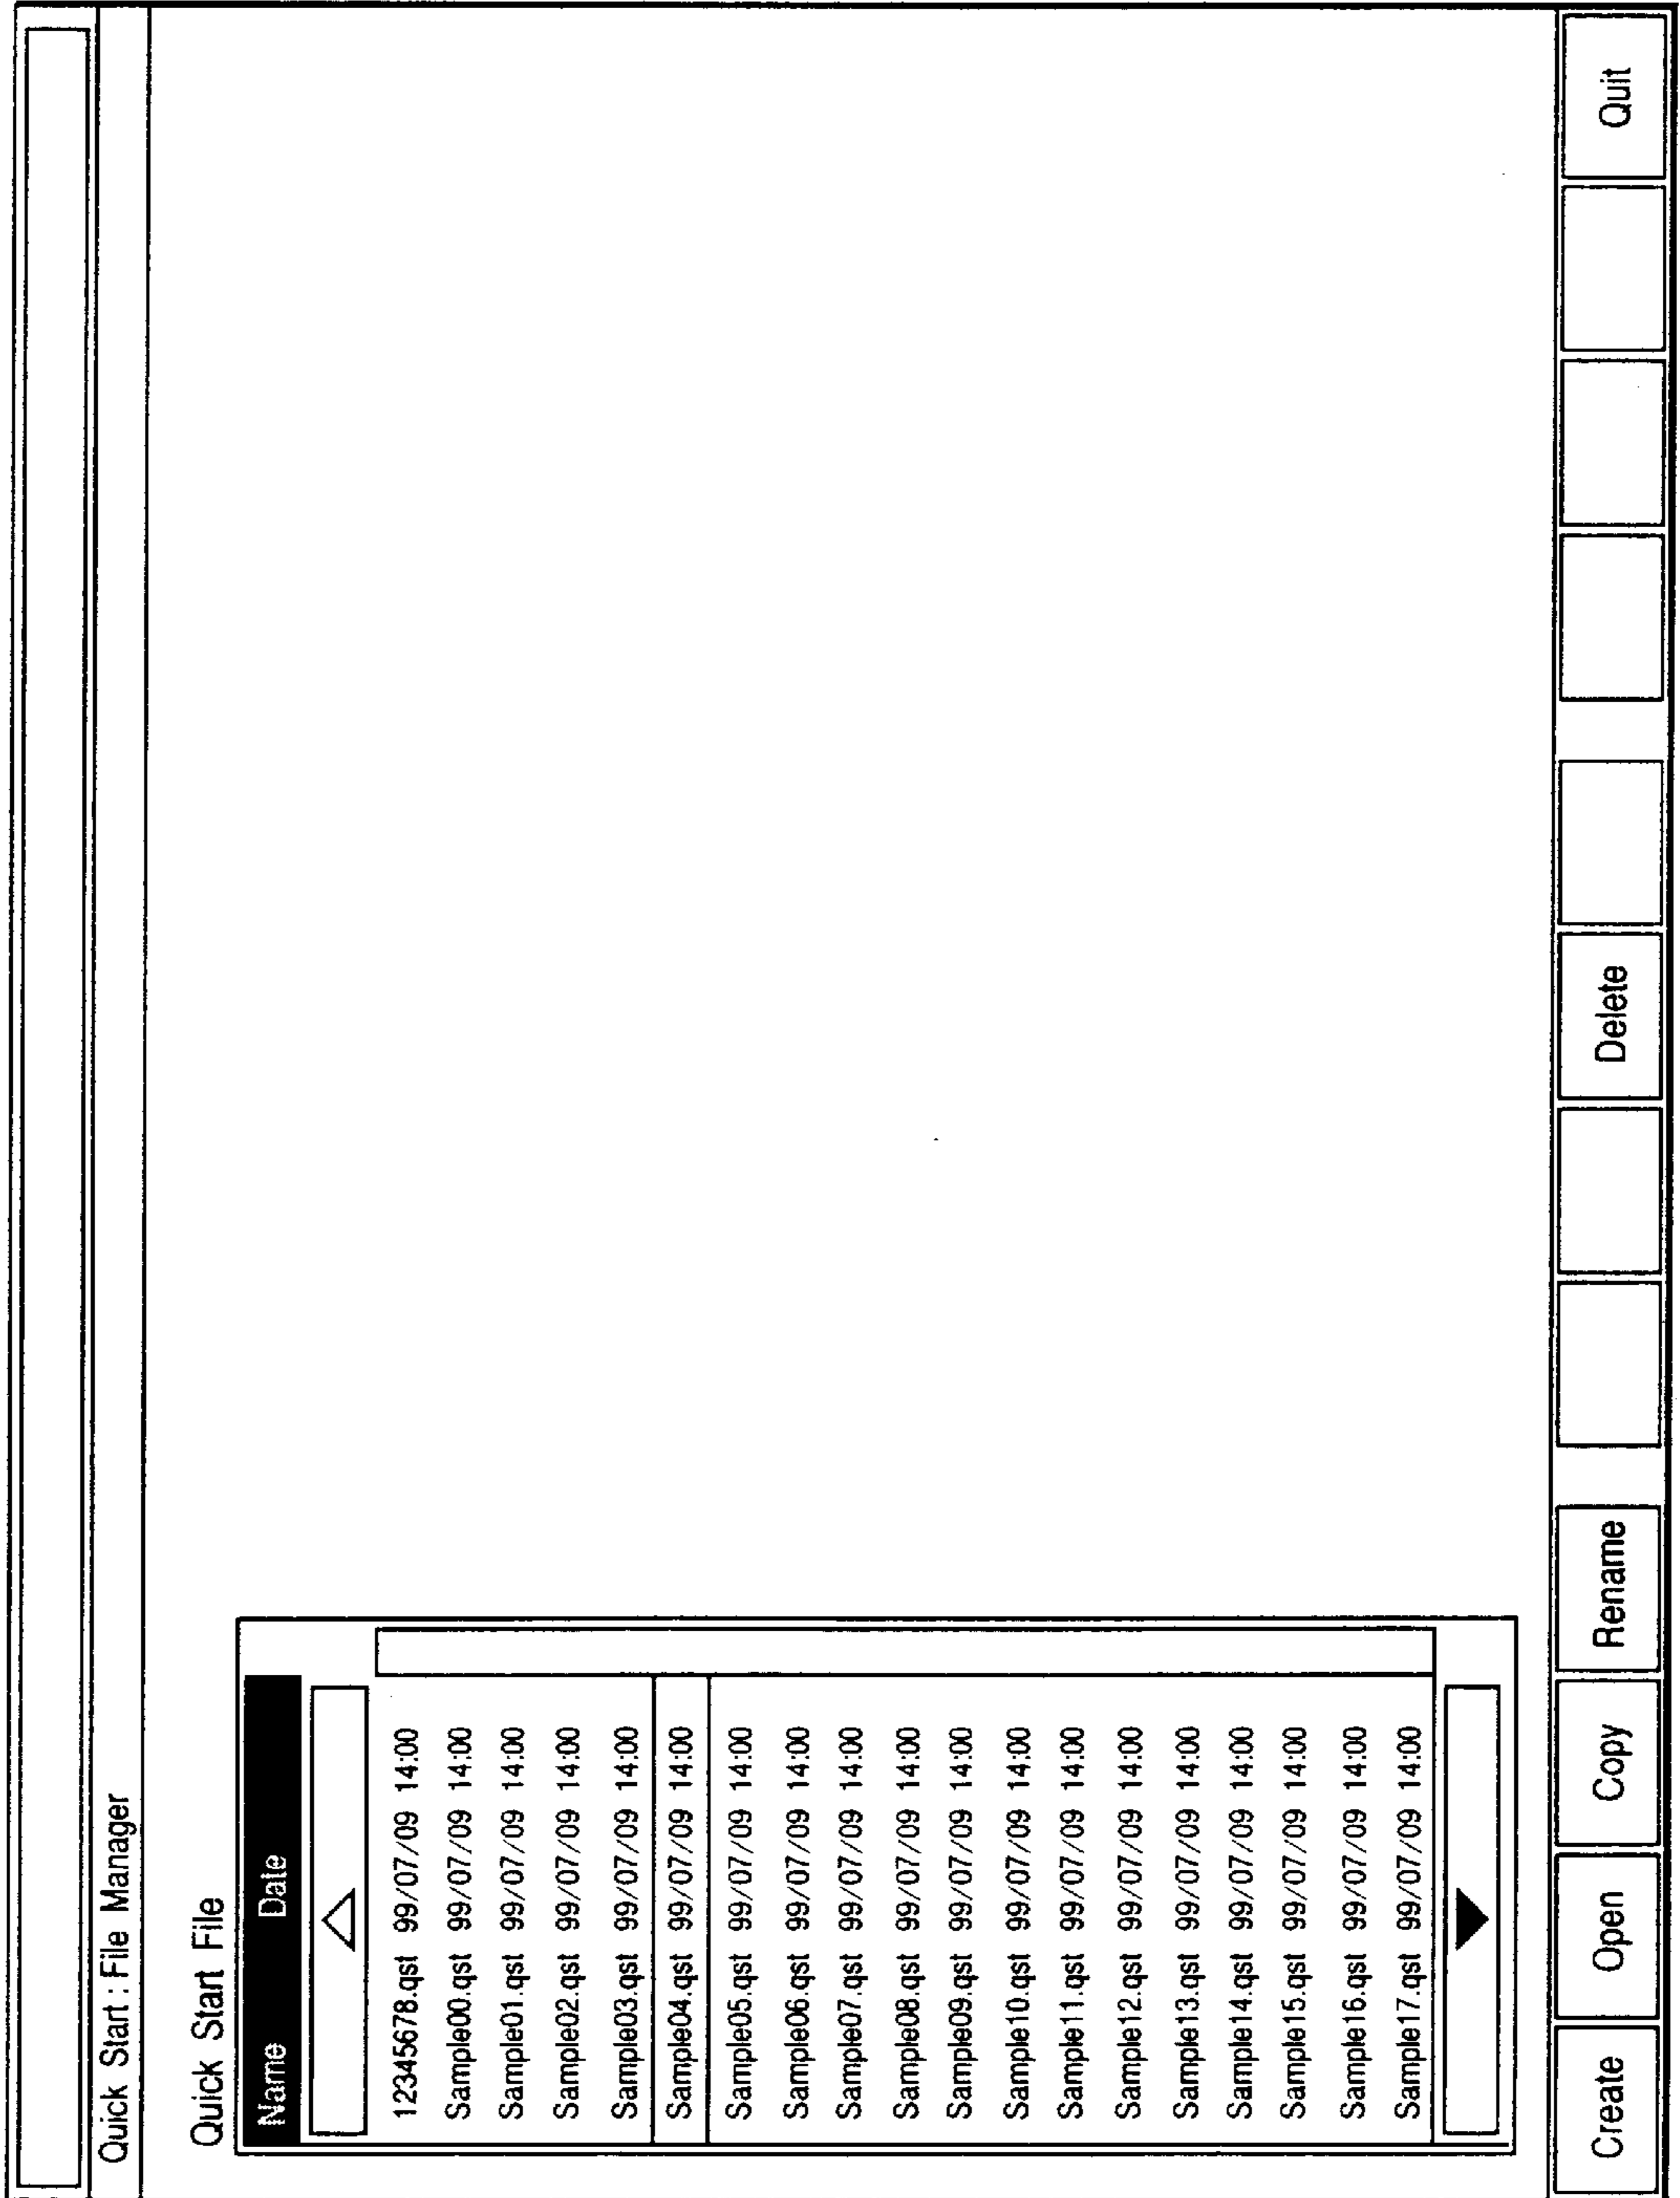 Quick Start : File Manager
Quick Start File
Name Date
12345678.qst 99/07/09 14:00
Sample00.qst 99/07/09 14:00
Sample01.qst 99/07/09 14:00
Sample02.qst 99/07/09 14:00
Sample03.qst 99/07/09 14:00
Sample04.qst 99/07/09 14:00
Sample05.qst 99/07/09 14:00
Sample06.qst 99/07/09 14:00
Sample07.qst 99/07/09 14:00
Sample08.qst 99/07/09 14:00
Sample09.qst 99/07/09 14:00
Sample10.qst 99/07/09 14:00
Sample11.qst 99/07/09 14:00
Sample12.qst 99/07/09 14:00
Sample13.qst 99/07/09 14:00
Sample14.qst 99/07/09 14:00
Sample15.qst 99/07/09 14:00
Sample16.qst 99/07/09 14:00
Sample17.qst 99/07/09 14:00
Create Open Copy Rename Delete Quit